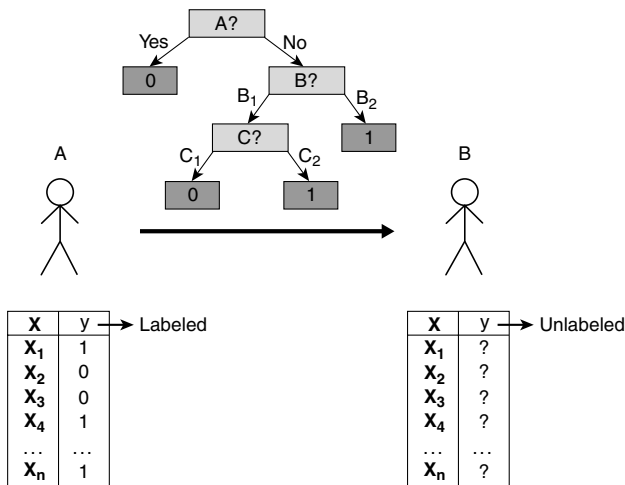 A?
Yes No
0 B?
B₁ B₂
C? 1
A B
C₁ C₂
0 1
X y Labeled
X₁ 1
X₂ 0
X₃ 0
X₄ 1
... ...
Xₙ 1
X y Unlabeled
X₁ ?
X₂ ?
X₃ ?
X₄ ?
... ...
Xₙ ?